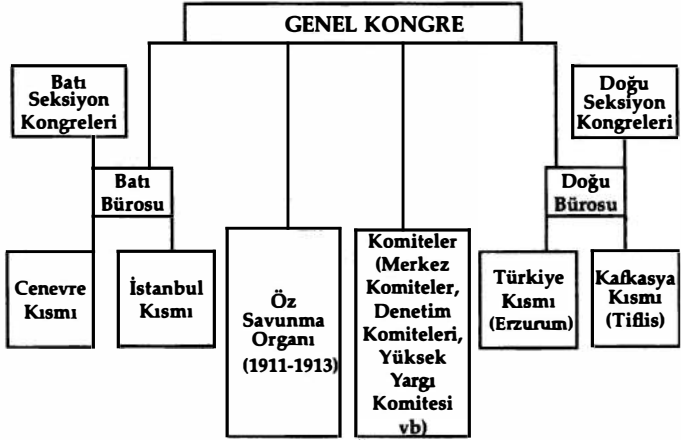 GENEL KONGRE
Batı
Seksiyon
Kongreleri
Doğu
Seksiyon
Kongreleri
Batı
Bürosu
Doğu
Bürosu
Cenevre
Kısmı
İstanbul
Kısmı
Öz
Savunma
Organı
(1911-1913)
Komiteler
(Merkez
Komiteler,
Denetim
Komiteleri,
Yüksek
Yargı
Komitesi
vb)
Türkiye
Kısmı
(Erzurum)
Kafkasya
Kısmı
(Tiflis)